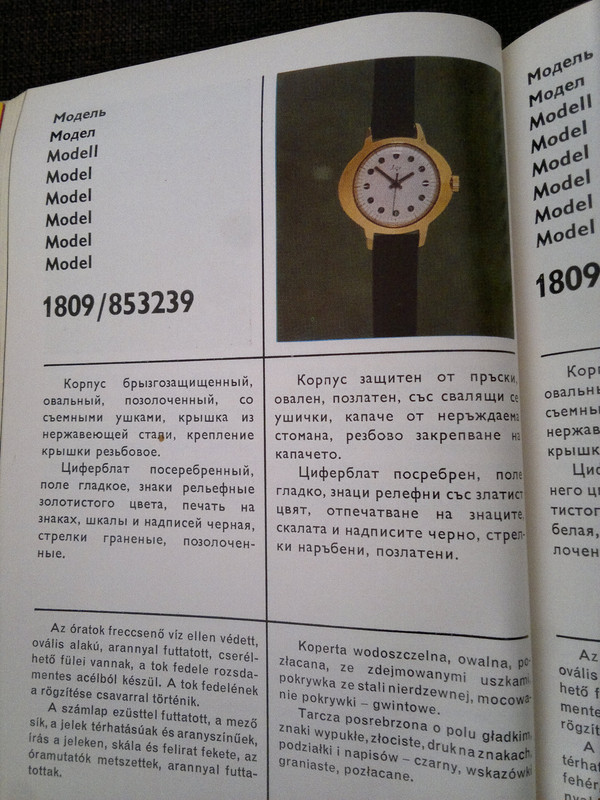 Модель
Модел
Modell
Model
Model
Model
Model
Model
1809/853239
Корпус брызгозащищенный,
овальный, позолоченный, со
съемными ушками, крышка из
нержавеющей стали, крепление
крышки резьбовое.
Циферблат посеребренный,
поле гладкое, знаки рельефные
золотистого цвета, печать на
знаках, шкалы и надписей черная,
стрелки граненые, позолочен-
ные.
Корпус защитен от пръски,
овален, позлатен, със свалящи се
ушички, капаче от неръждаема
стомана, резбово закрепване на
капачето.
Циферблат посребрен, поле
гладко, знаци релефни със златист
цвят, отпечатване на знаците,
скалата и надписите черно, стрел-
ки наръбени, позлатени.
Az óratok freccsenő víz ellen védett,
ovális alakú, arannyal futtatott, cserél-
hető fülei vannak, a tok fedele rozsda-
mentes acélból készül. A tok fedelének
a rögzítése csavarral történik.
A számlap ezüsttel futtatott, a mező
sík, a jelek térhatásúak és aranyszínűek,
írás a jeleken, skála és felirat fekete, az
óramutatók metszettek, arannyal futta-
tottak.
Koperta wodoszczelna, owalna, po-
złacana, ze zdejmowanymi uszkami,
pokrywka ze stali nierdzewnej, mocowa-
nie pokrywki – gwintowe.
Tarcza posrebrzona o polu gładkim,
znaki wypukłe, złociste, druk na znakach,
podziałki i napisów – czarny, wskazówki
graniaste, pozłacane.
Модель
Модел
Modell
Model
Model
Model
Model
Model
1809